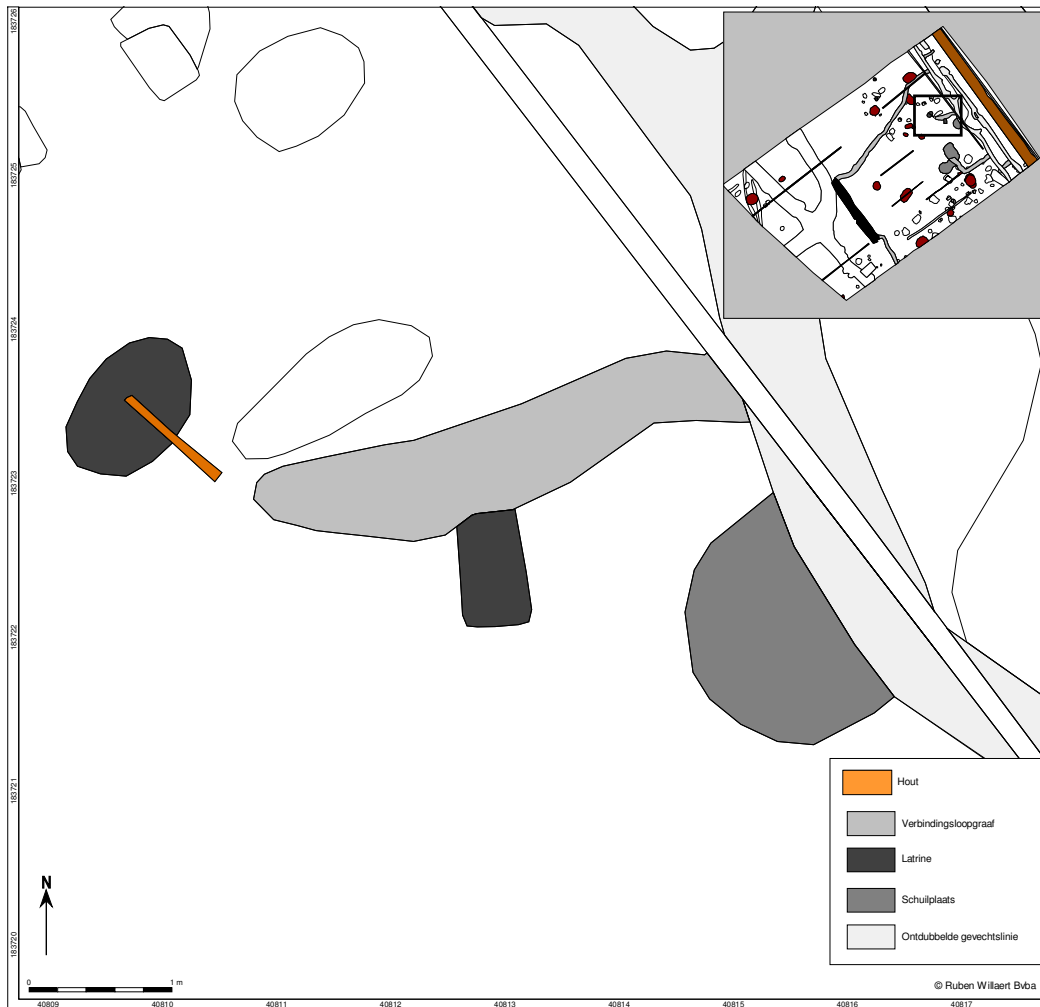 183726
183725
183724
183723
183722
183721
183720
Hout
Verbindingsloopgraaf
Latrine
Schuilplaats
Ontdubbelde gevechtslinie
N
0 1 m
© Ruben Willaert Bvba
40809 40810 40811 40812 40813 40814 40815 40816 40817